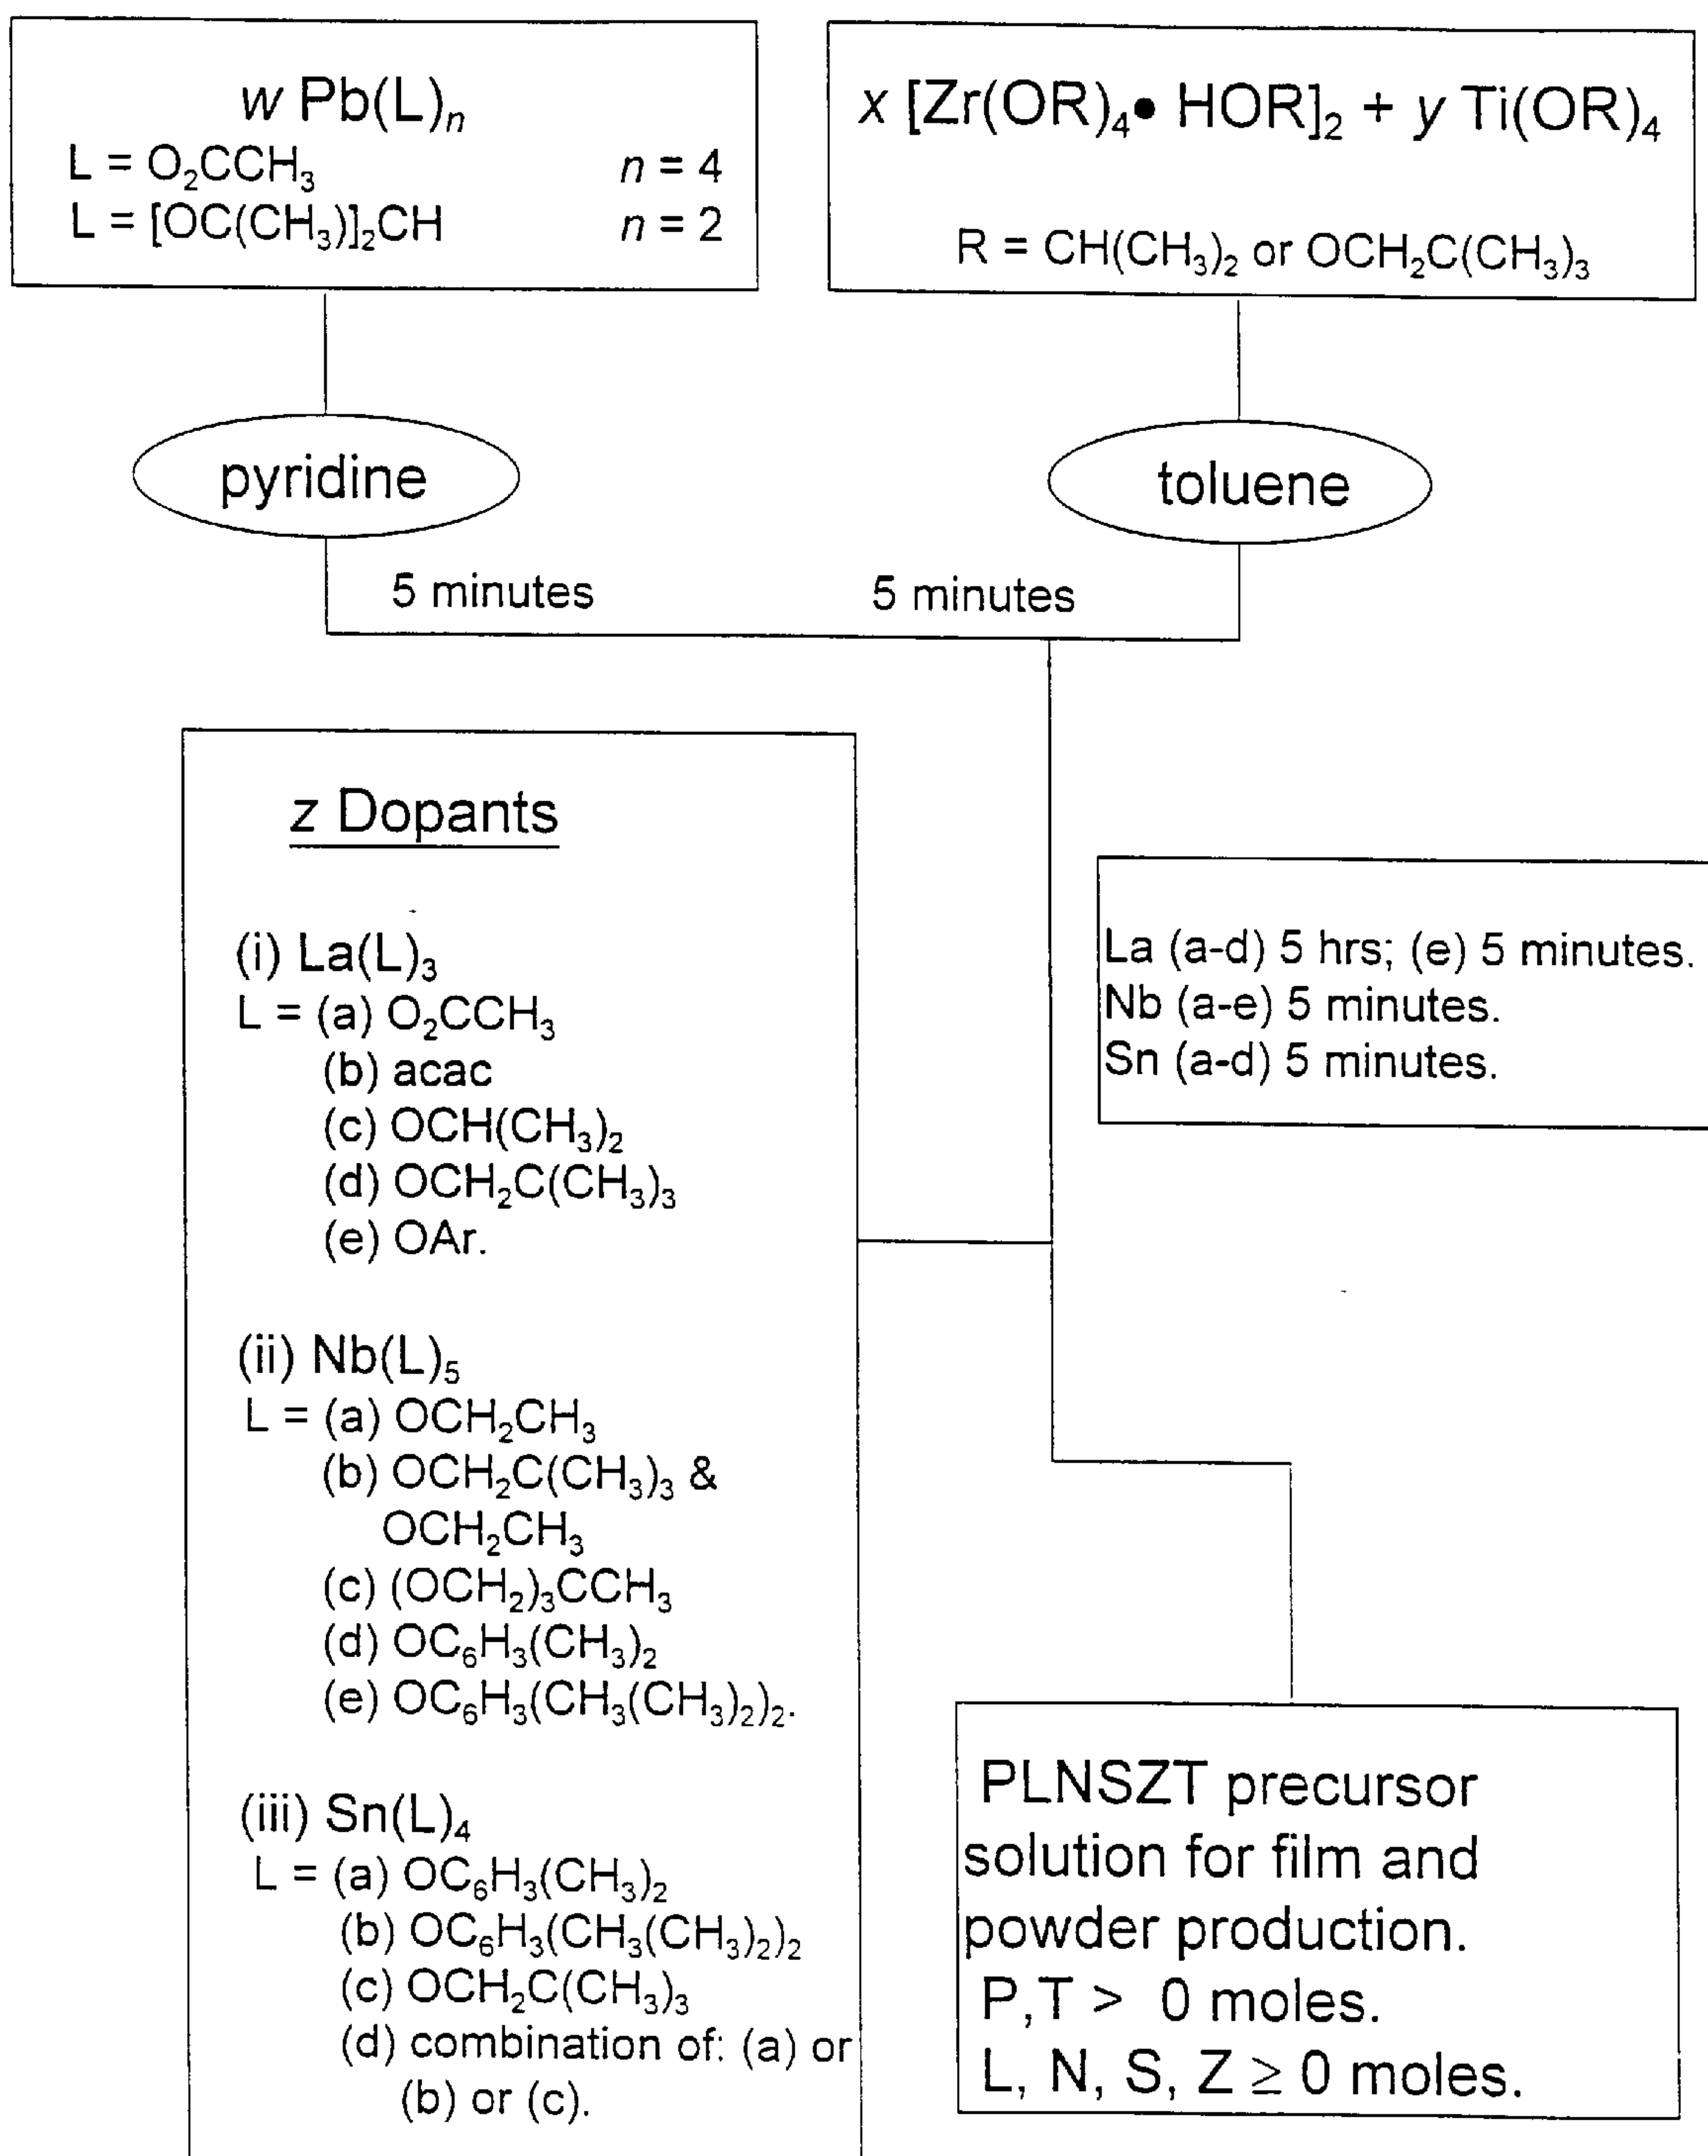 w Pb(L)ₙ
L = O₂CCH₃ n = 4
L = [OC(CH₃)]₂CH n = 2
x [Zr(OR)₄• HOR]₂ + y Ti(OR)₄
R = CH(CH₃)₂ or OCH₂C(CH₃)₃
pyridine
toluene
5 minutes
5 minutes
z Dopants
(i) La(L)₃
L = (a) O₂CCH₃
(b) acac
(c) OCH(CH₃)₂
(d) OCH₂C(CH₃)₃
(e) OAr.
(ii) Nb(L)₅
L = (a) OCH₂CH₃
(b) OCH₂C(CH₃)₃ &
OCH₂CH₃
(c) (OCH₂)₃CCH₃
(d) OC₆H₃(CH₃)₂
(e) OC₆H₃(CH₃(CH₃)₂)₂.
(iii) Sn(L)₄
L = (a) OC₆H₃(CH₃)₂
(b) OC₆H₃(CH₃(CH₃)₂)₂
(c) OCH₂C(CH₃)₃
(d) combination of: (a) or
(b) or (c).
La (a-d) 5 hrs; (e) 5 minutes.
Nb (a-e) 5 minutes.
Sn (a-d) 5 minutes.
PLNSZT precursor
solution for film and
powder production.
P,T > 0 moles.
L, N, S, Z ≥ 0 moles.